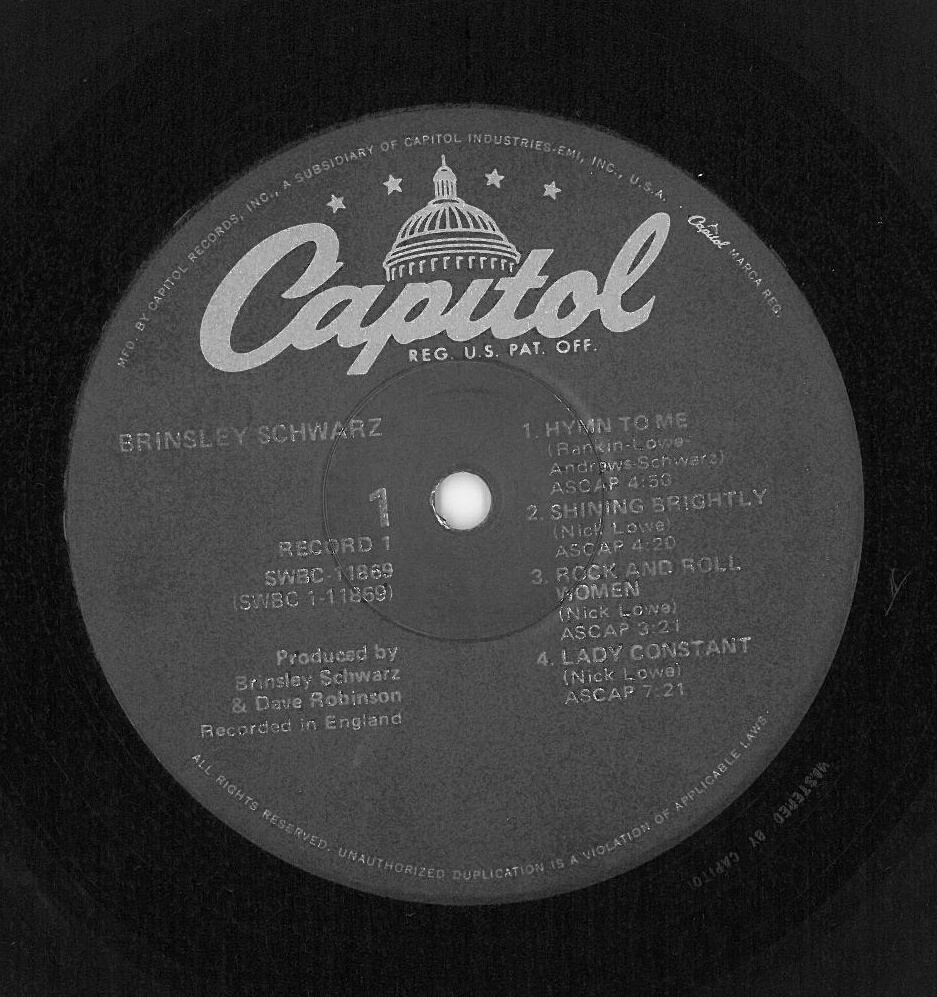 MFD. BY CAPITOL RECORDS, INC., A SUBSIDIARY OF CAPITOL INDUSTRIES-EMI, INC., U.S.A.
Capitol MARCA REG.
Capitol
REG. U.S. PAT. OFF.
BRINSLEY SCHWARZ
1
RECORD 1
SWBC-11869
(SWBC 1-11869)
Produced by
Brinsley Schwarz
& Dave Robinson
Recorded in England
1. HYMN TO ME
(Rankin-Lowe-
Andrews-Schwarz)
ASCAP 4:50
2. SHINING BRIGHTLY
(Nick Lowe)
ASCAP 4:20
3. ROCK AND ROLL
WOMEN
(Nick Lowe)
ASCAP 3:21
4. LADY CONSTANT
(Nick Lowe)
ASCAP 7:21
ALL RIGHTS RESERVED. UNAUTHORIZED DUPLICATION IS A VIOLATION OF APPLICABLE LAWS.
BY CAPITOL